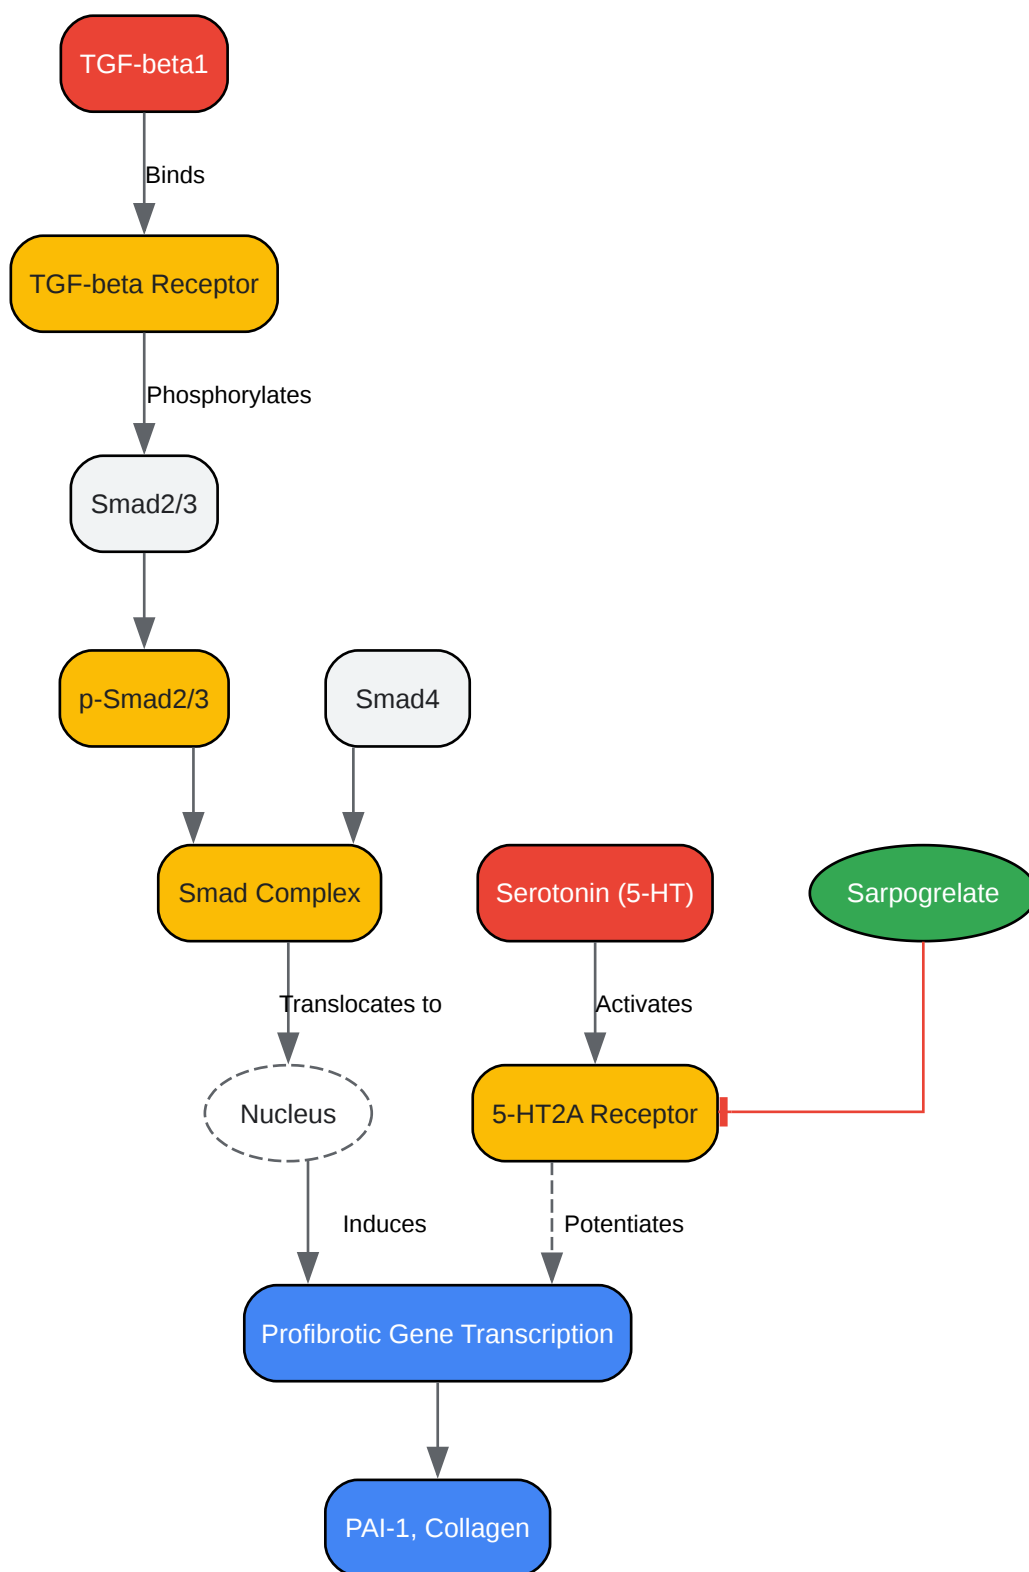 TGF-beta1
Binds
TGF-beta Receptor
Phosphorylates
Smad2/3
p-Smad2/3
Smad4
Smad Complex
Serotonin (5-HT)
Sarpogrelate
Translocates to
Activates
Nucleus
5-HT2A Receptor
Induces
Potentiates
Profibrotic Gene Transcription
PAI-1, Collagen